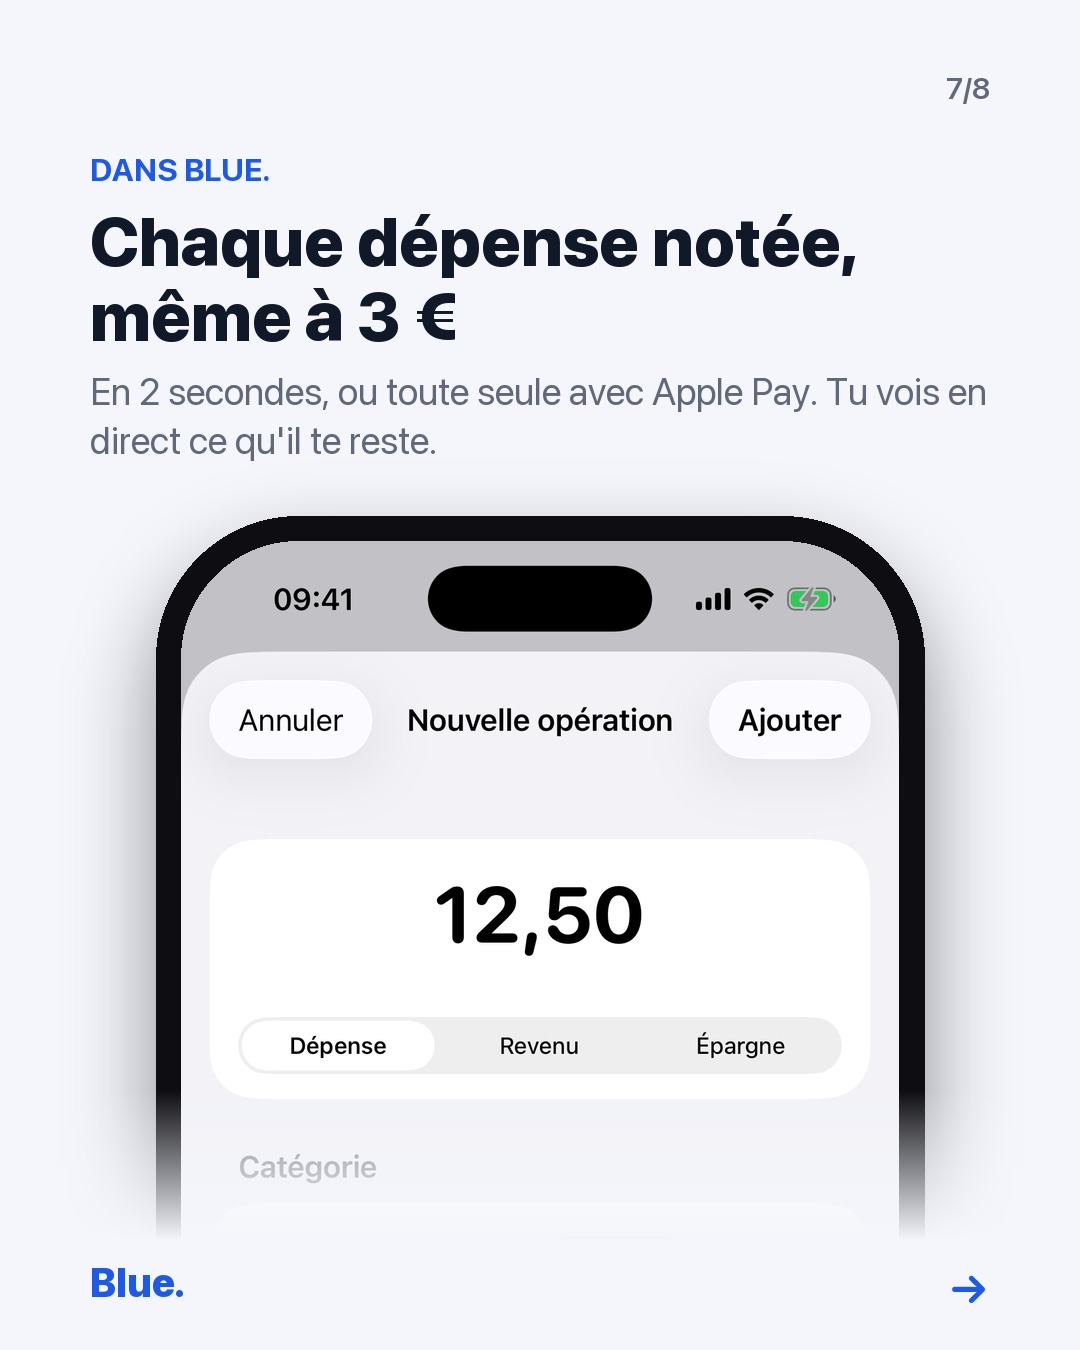 7/8
DANS BLUE.
Chaque dépense notée,
même à 3 €
En 2 secondes, ou toute seule avec Apple Pay. Tu vois en
direct ce qu'il te reste.
09:41
Annuler Nouvelle opération Ajouter
12,50
Dépense Revenu Épargne
Catégorie
Blue.